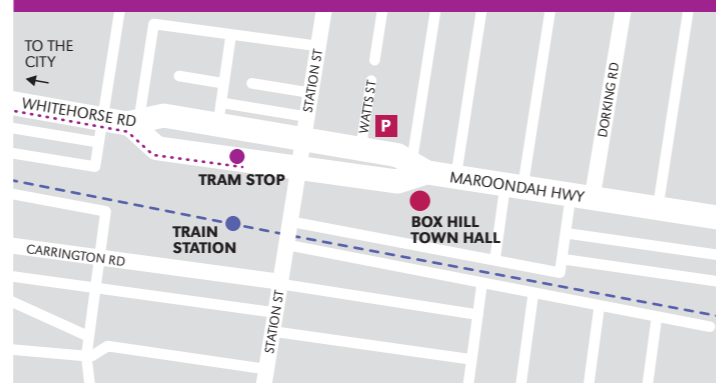 TO THE
CITY
WHITEHORSE RD
STATION ST
WATTS ST
P
DORKING RD
TRAM STOP
MAROONDAH HWY
BOX HILL
TOWN HALL
TRAIN
STATION
CARRINGTON RD
STATION ST